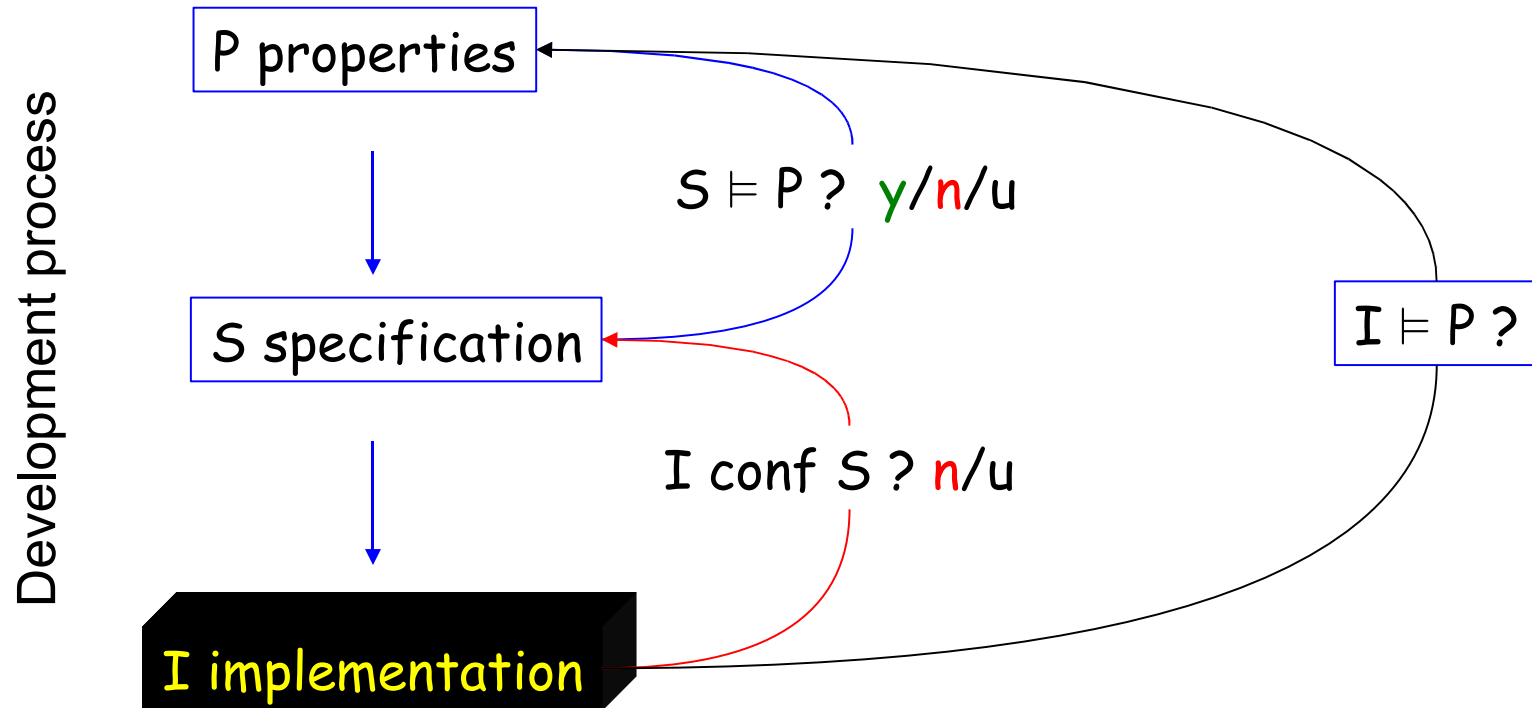 Development process
P properties
S ⊨ P ? y/n/u
S specification
I ⊨ P ?
I conf S ? n/u
I implementation